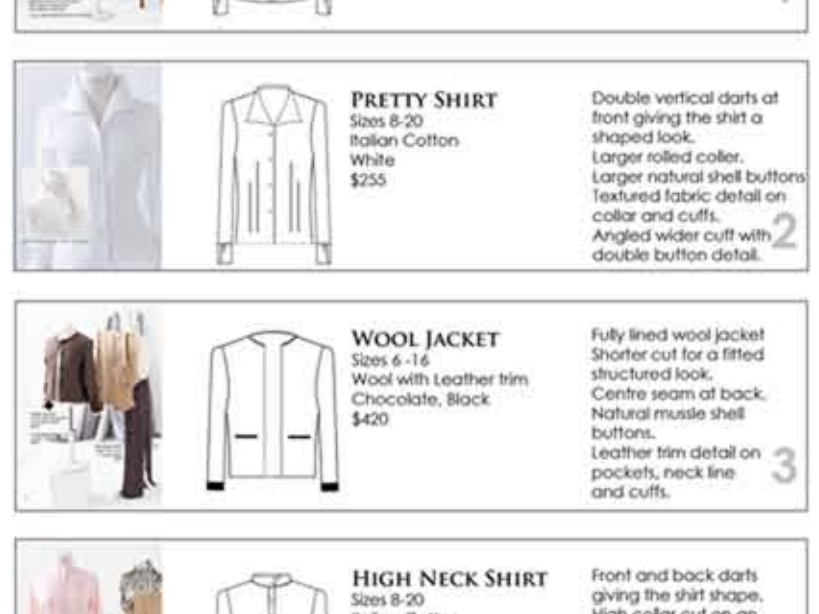 PRETTY SHIRT
Sizes 8-20
Italian Cotton
White
$255
Double vertical darts at
front giving the shirt a
shaped look.
Larger rolled coller.
Larger natural shell buttons
Textured fabric detail on
collar and cuffs.
Angled wider cuff with
double button detail.
2
WOOL JACKET
Sizes 6 -16
Wool with Leather trim
Chocolate, Black
$420
Fully lined wool jacket
Shorter cut for a fitted
structured look.
Centre seam at back.
Natural mussle shell
buttons.
Leather trim detail on
pockets, neck line
and cuffs.
3
HIGH NECK SHIRT
Sizes 8-20
Front and back darts
giving the shirt shape.
High collar cut on an